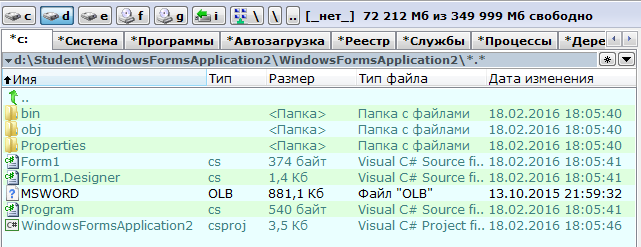 c d e f g i \ \ .. [_нет_] 72 212 Мб из 349 999 Мб свободно
*c: *Система *Программы *Автозагрузка *Реестр *Службы *Процессы *Дере
d:\Student\WindowsFormsApplication2\WindowsFormsApplication2\*.*
Имя Тип Размер Тип файла Дата изменения
..
bin <Папка> Папка с файлами 18.02.2016 18:05:40
obj <Папка> Папка с файлами 18.02.2016 18:05:40
Properties <Папка> Папка с файлами 18.02.2016 18:05:40
Form1 cs 374 байт Visual C# Source fi.. 18.02.2016 18:05:41
Form1.Designer cs 1,4 Кб Visual C# Source fi.. 18.02.2016 18:05:41
MSWORD OLB 881,1 Кб Файл "OLB" 13.10.2015 21:59:32
Program cs 540 байт Visual C# Source fi.. 18.02.2016 18:05:41
WindowsFormsApplication2 csproj 3,5 Кб Visual C# Project fi.. 18.02.2016 18:05:46